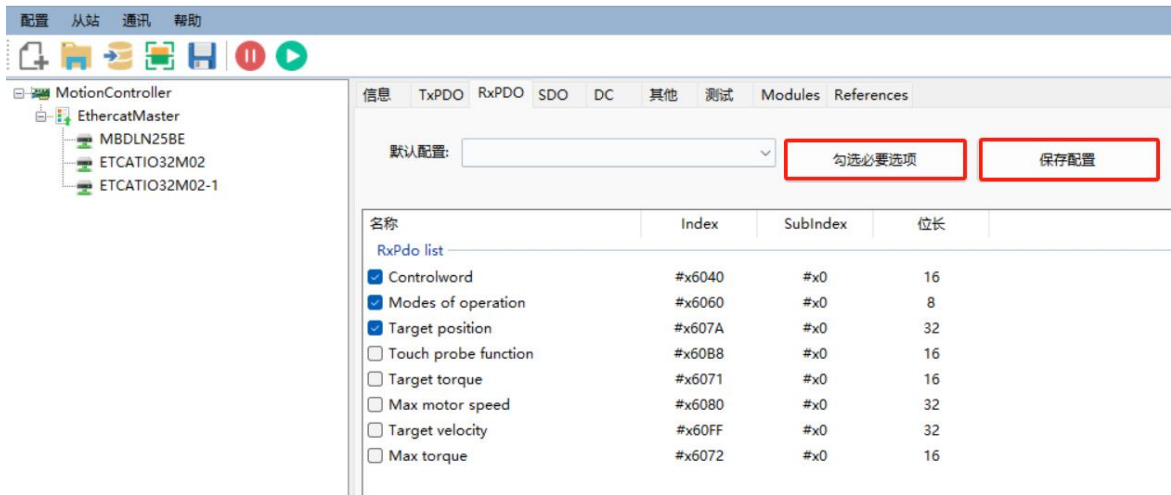 配置 从站 通讯 帮助
MotionController
EthercatMaster
MBDLN25BE
ETCATIO32M02
ETCATIO32M02-1
信息 TxPDO RxPDO SDO DC 其他 测试 Modules References
默认配置: 勾选必要选项 保存配置
名称 Index SubIndex 位长
RxPdo list
Controlword #x6040 #x0 16
Modes of operation #x6060 #x0 8
Target position #x607A #x0 32
Touch probe function #x60B8 #x0 16
Target torque #x6071 #x0 16
Max motor speed #x6080 #x0 32
Target velocity #x60FF #x0 32
Max torque #x6072 #x0 16